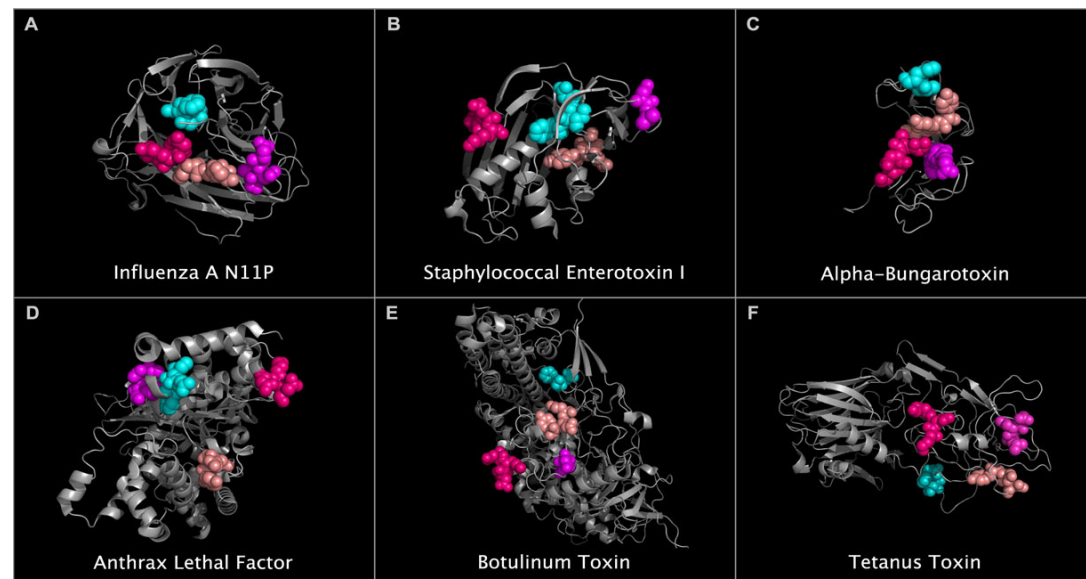 A
Influenza A N11P
B
Staphylococcal Enterotoxin I
C
Alpha-Bungarotoxin
D
Anthrax Lethal Factor
E
Botulinum Toxin
F
Tetanus Toxin